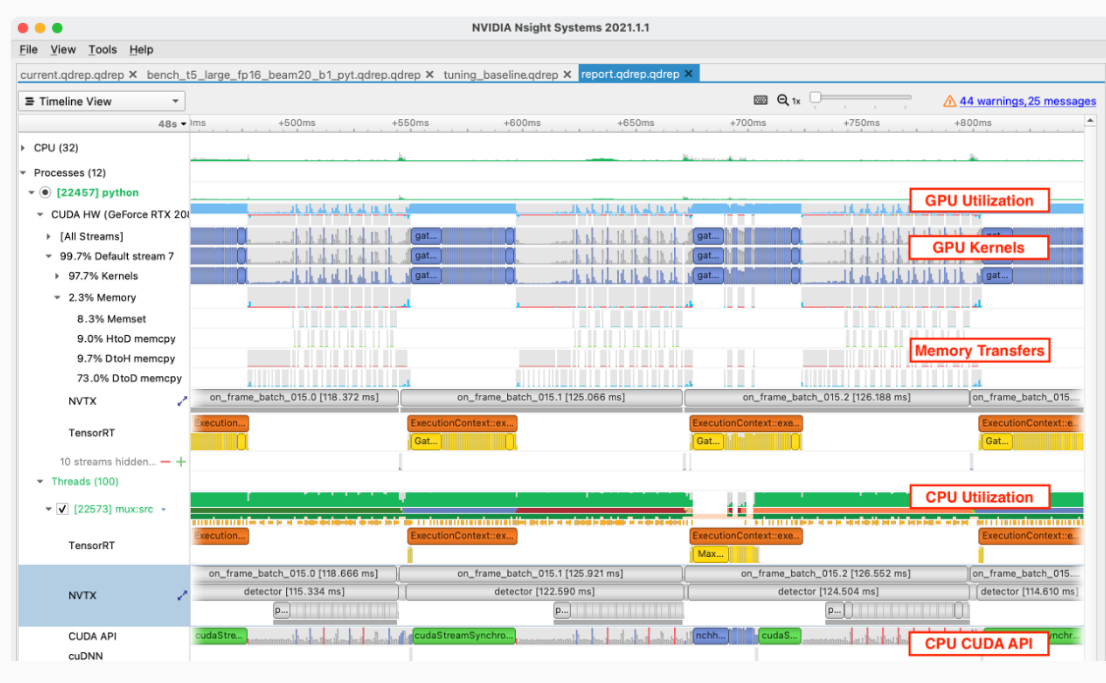 NVIDIA Nsight Systems 2021.1.1
File View Tools Help
current.qdrep.qdrep × bench_t5_large_fp16_beam20_b1_pyt.qdrep.qdrep × tuning_baseline.qdrep × report.qdrep.qdrep ×
Timeline View 1x 44 warnings, 25 messages
48s +500ms +550ms +600ms +650ms +700ms +750ms +800ms
CPU (32)
Processes (12)
[22457] python GPU Utilization
CUDA HW (GeForce RTX 208
[All Streams] gat... gat...
GPU Kernels
99.7% Default stream 7 gat... gat...
97.7% Kernels gat... gat... gat...
2.3% Memory
8.3% Memset
9.0% HtoD memcpy
Memory Transfers
9.7% DtoH memcpy
73.0% DtoD memcpy
NVTX on_frame_batch_015.0 [118.372 ms] on_frame_batch_015.1 [125.066 ms] on_frame_batch_015.2 [126.188 ms] on_frame_batch_015....
Execution... ExecutionContext::ex... ExecutionContext::exe... ExecutionContext::e...
TensorRT
Gat... Gat... Gat...
10 streams hidden... − +
Threads (100)
CPU Utilization
[22573] mux:src
Execution... ExecutionContext::exe... ExecutionContext::exe... ExecutionContext::exe...
TensorRT
Max...
on_frame_batch_015.0 [118.666 ms] on_frame_batch_015.1 [125.921 ms] on_frame_batch_015.2 [126.552 ms] on_frame_batch_015....
NVTX detector [115.334 ms] detector [122.590 ms] detector [124.504 ms] detector [114.610 ms]
p... p... p...
CUDA API cudaStre... cudaStreamSynchro... nchh... cudaS...
CPU CUDA API
cuDNN